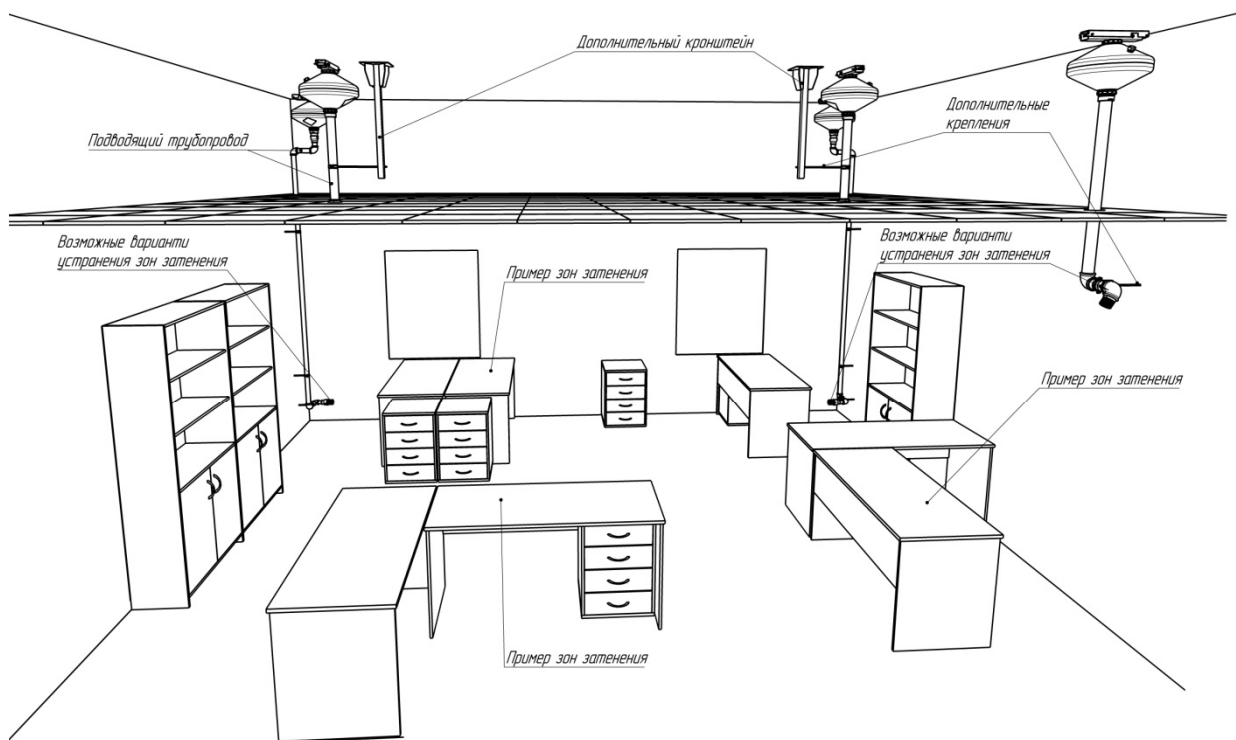 Дополнительный кронштейн
Дополнительные
крепления
Подводящий трубопровод
Возможные варианти
устранения зон затенения
Пример зон затенения
Возможные варианти
устранения зон затенения
Пример зон затенения
Пример зон затенения